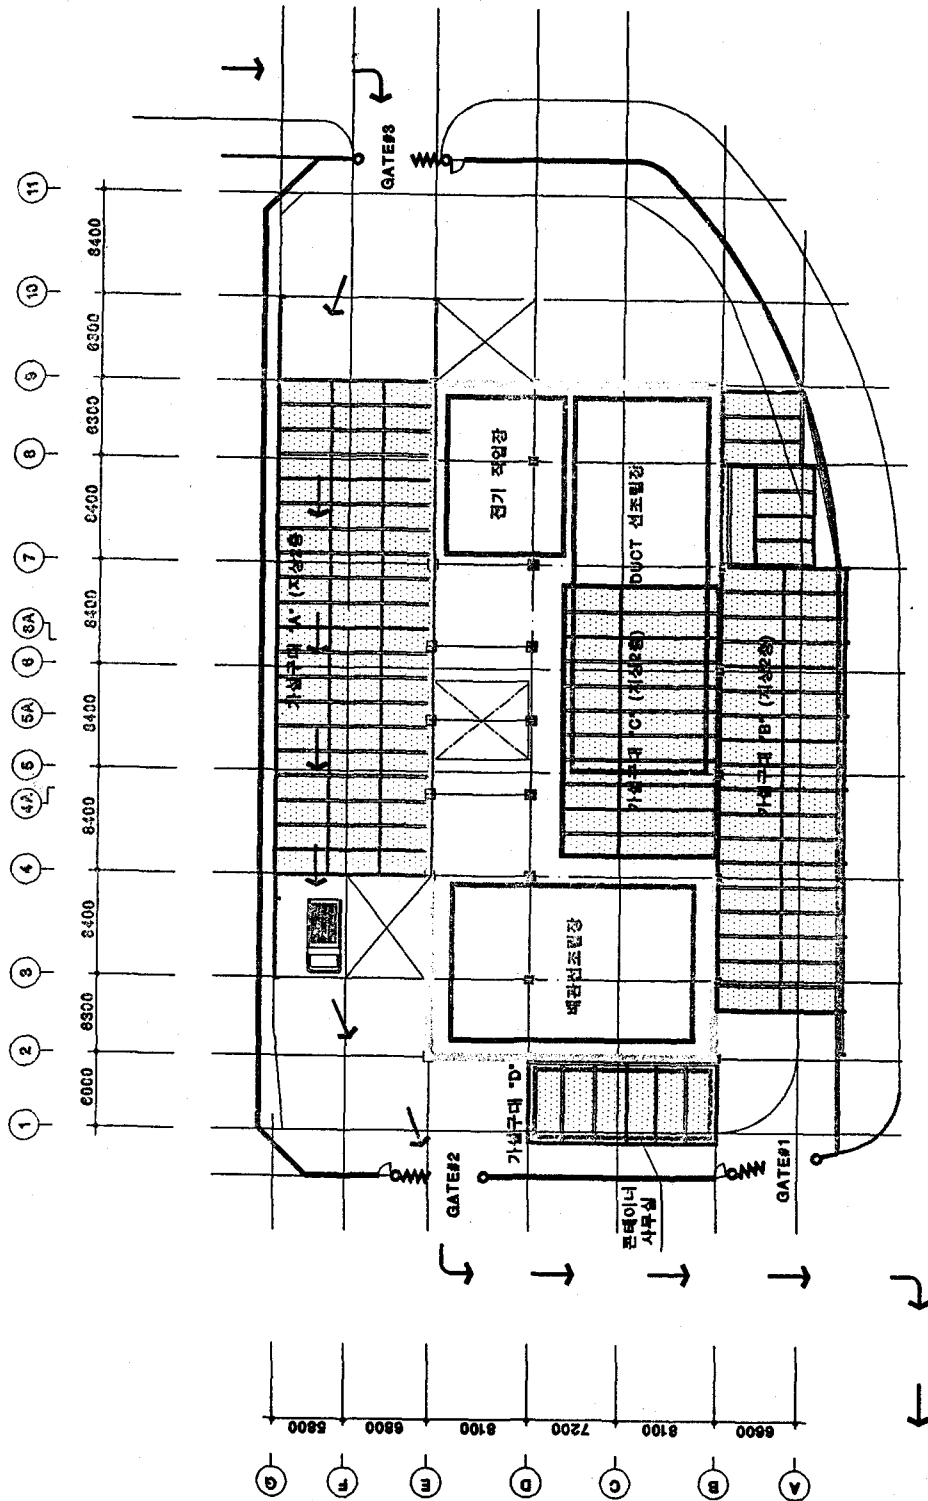 GATE#3
11
8400
10
6300
9
6300
8
8400
7
8400
6A
6
8400
5A
5
8400
4A
4
8400
3
6300
2
6000
1
전기 작업장
DUCT 선조립장
가설구대 "A" (지상2층)
가설구대 "C" (지상2층)
가설구대 "B" (지상2층)
배관선조립장
가설구대 "D"
GATE#2
콘테이너
사무실
GATE#1
5800
6800
8100
7200
8100
6600
G
F
E
D
C
B
A